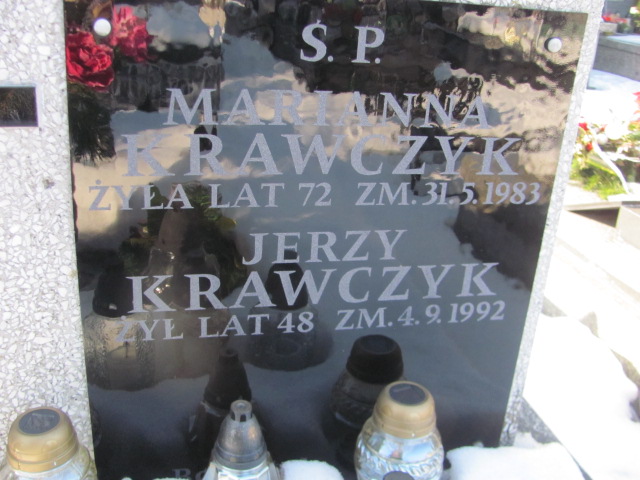 Ś. P.
MARIANNA
KRAWCZYK
ŻYŁA LAT 72 ZM. 31.5.1983
JERZY
KRAWCZYK
ŻYŁ LAT 48 ZM. 4.9.1992